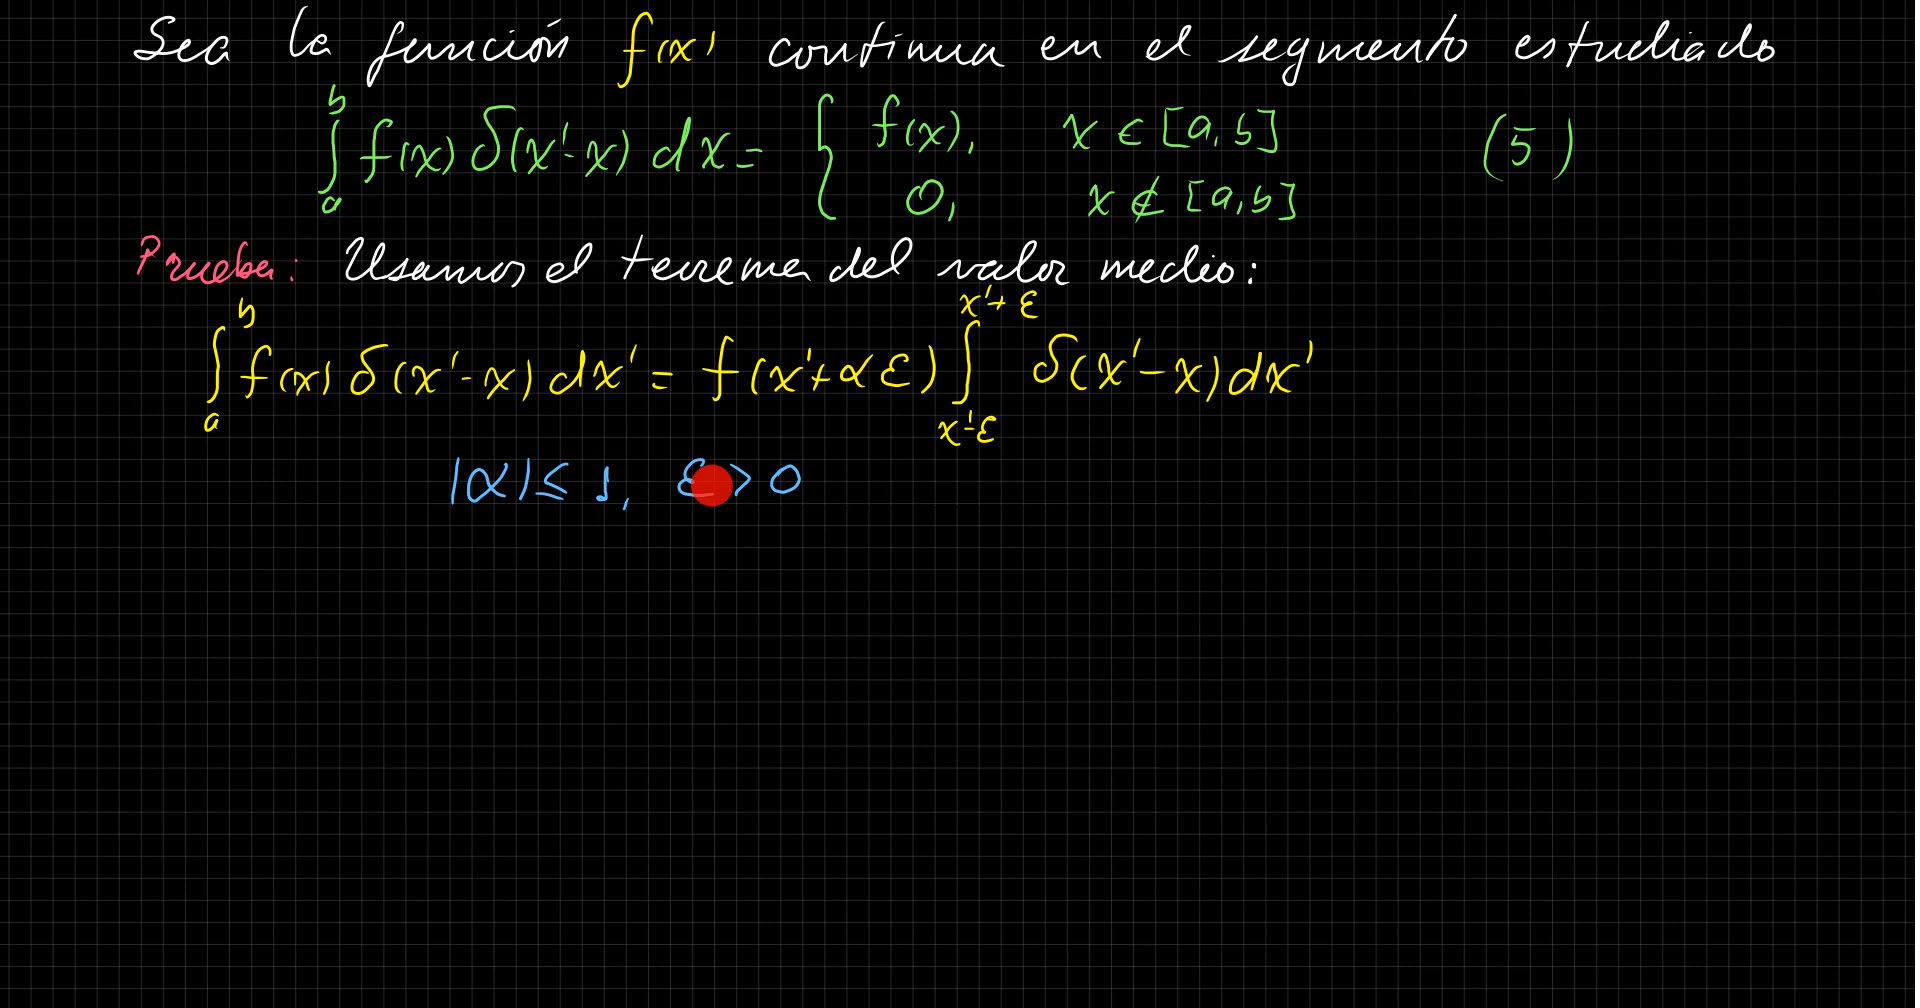 Sea la función f(x) continua en el segmento estudiado
∫_a^b f(x) δ(x'-x) dx = { f(x), x ∈ [a,b] (5)
0, x ∉ [a,b]
Prueba: Usamos el teorema del valor medio:
∫_a^b f(x) δ(x'-x) dx' = f(x'+αε) ∫_{x'-ε}^{x'+ε} δ(x'-x) dx'
|α| ≤ 1, ε > 0